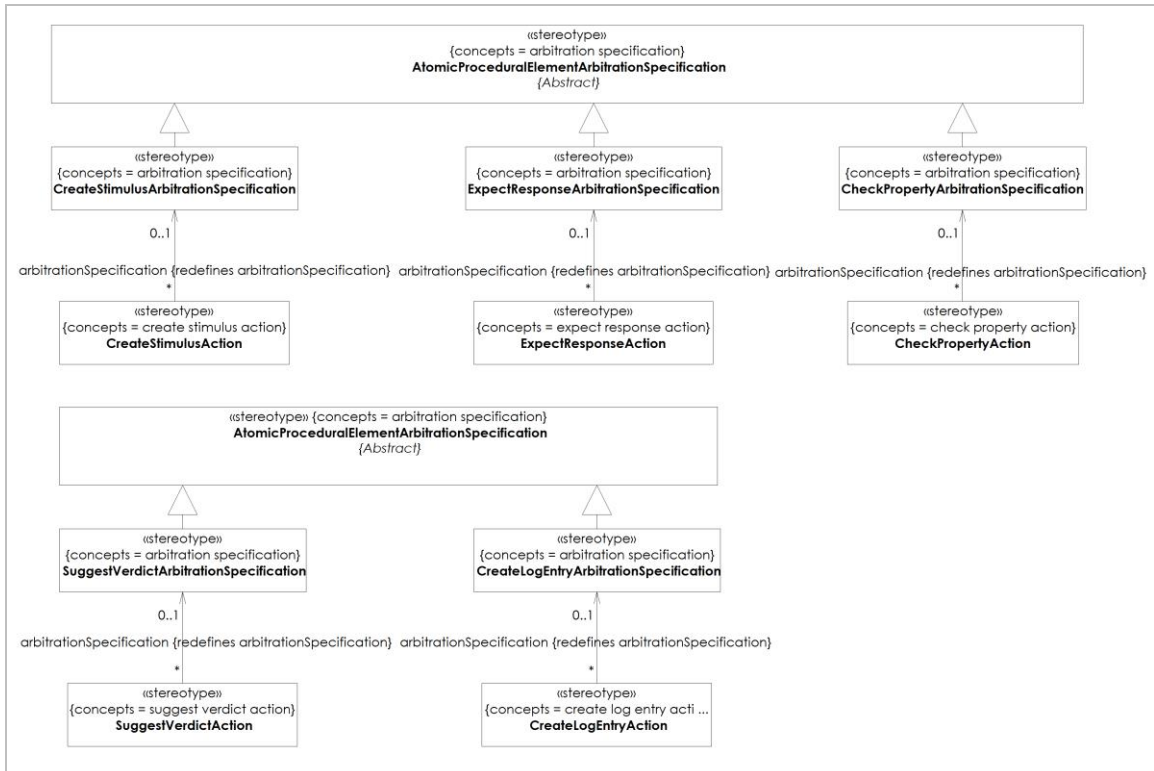 «stereotype»
{concepts = arbitration specification}
AtomicProceduralElementArbitrationSpecification
{Abstract}
«stereotype»
{concepts = arbitration specification}
CreateStimulusArbitrationSpecification
«stereotype»
{concepts = arbitration specification}
ExpectResponseArbitrationSpecification
«stereotype»
{concepts = arbitration specification}
CheckPropertyArbitrationSpecification
0..1
0..1
0..1
arbitrationSpecification {redefines arbitrationSpecification}
arbitrationSpecification {redefines arbitrationSpecification}
arbitrationSpecification {redefines arbitrationSpecification}
*
*
*
«stereotype»
{concepts = create stimulus action}
CreateStimulusAction
«stereotype»
{concepts = expect response action}
ExpectResponseAction
«stereotype»
{concepts = check property action}
CheckPropertyAction
«stereotype» {concepts = arbitration specification}
AtomicProceduralElementArbitrationSpecification
{Abstract}
«stereotype»
{concepts = arbitration specification}
SuggestVerdictArbitrationSpecification
«stereotype»
{concepts = arbitration specification}
CreateLogEntryArbitrationSpecification
0..1
0..1
arbitrationSpecification {redefines arbitrationSpecification}
arbitrationSpecification {redefines arbitrationSpecification}
*
*
«stereotype»
{concepts = suggest verdict action}
SuggestVerdictAction
«stereotype»
{concepts = create log entry acti ...
CreateLogEntryAction